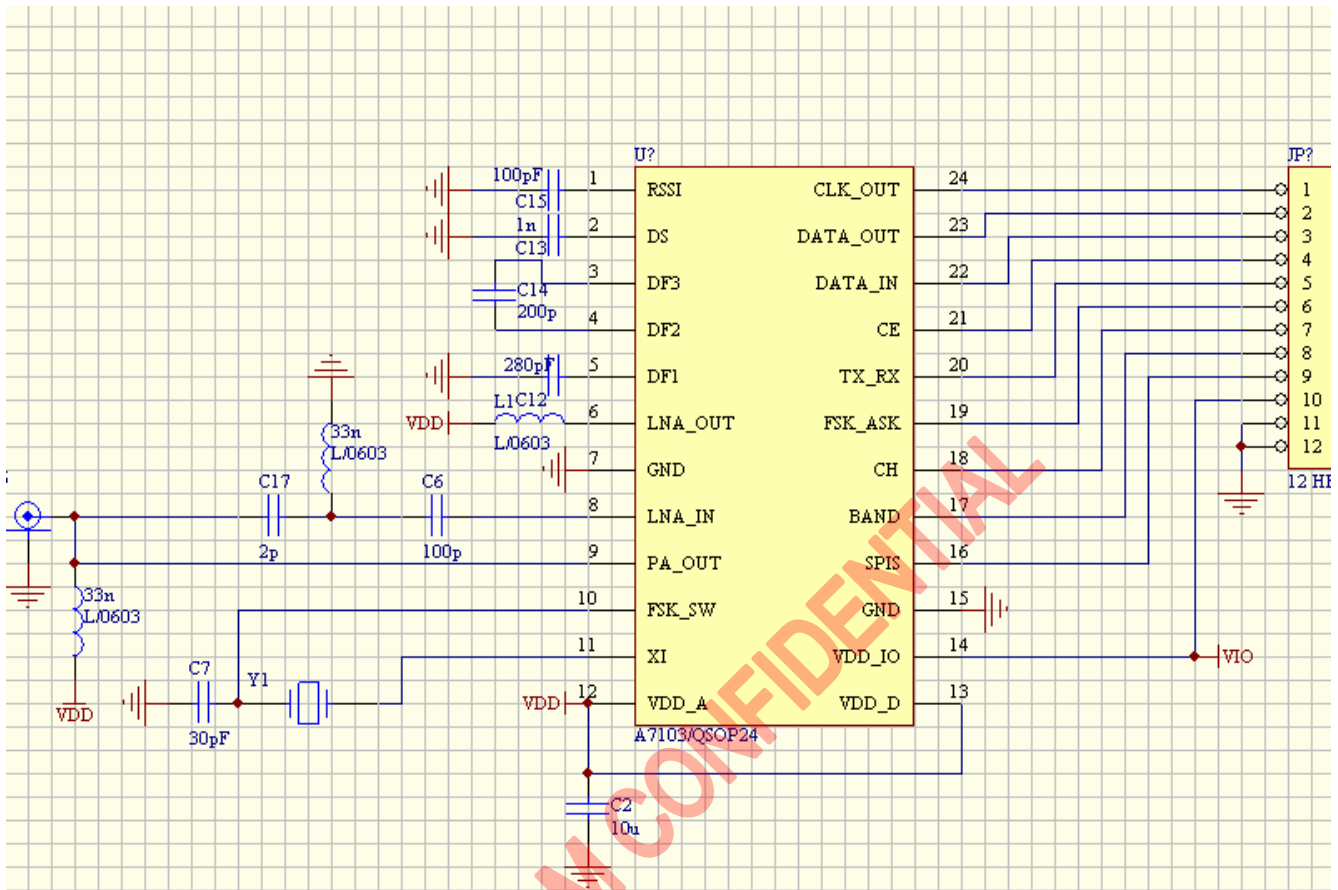 U?
JP?
100pF
C15
1
RSSI
CLK_OUT
24
1
1n
C13
2
DS
DATA_OUT
23
2
3
DF3
DATA_IN
22
3
C14
200p
4
DF2
CE
21
4
280pF
5
DF1
TX_RX
20
5
L1
C12
VDD
6
LNA_OUT
FSK_ASK
19
6
L/0603
7
GND
CH
18
7
33n
L/0603
C17
2p
C6
100p
8
LNA_IN
BAND
17
8
9
PA_OUT
SPIS
16
9
33n
L/0603
VDD
10
FSK_SW
GND
15
10
11
XI
VDD_IO
14
VIO
11
C7
30pF
Y1
VDD
12
VDD_A
VDD_D
13
12
A7103/QSOP24
C2
10u
M CONFIDENTIAL